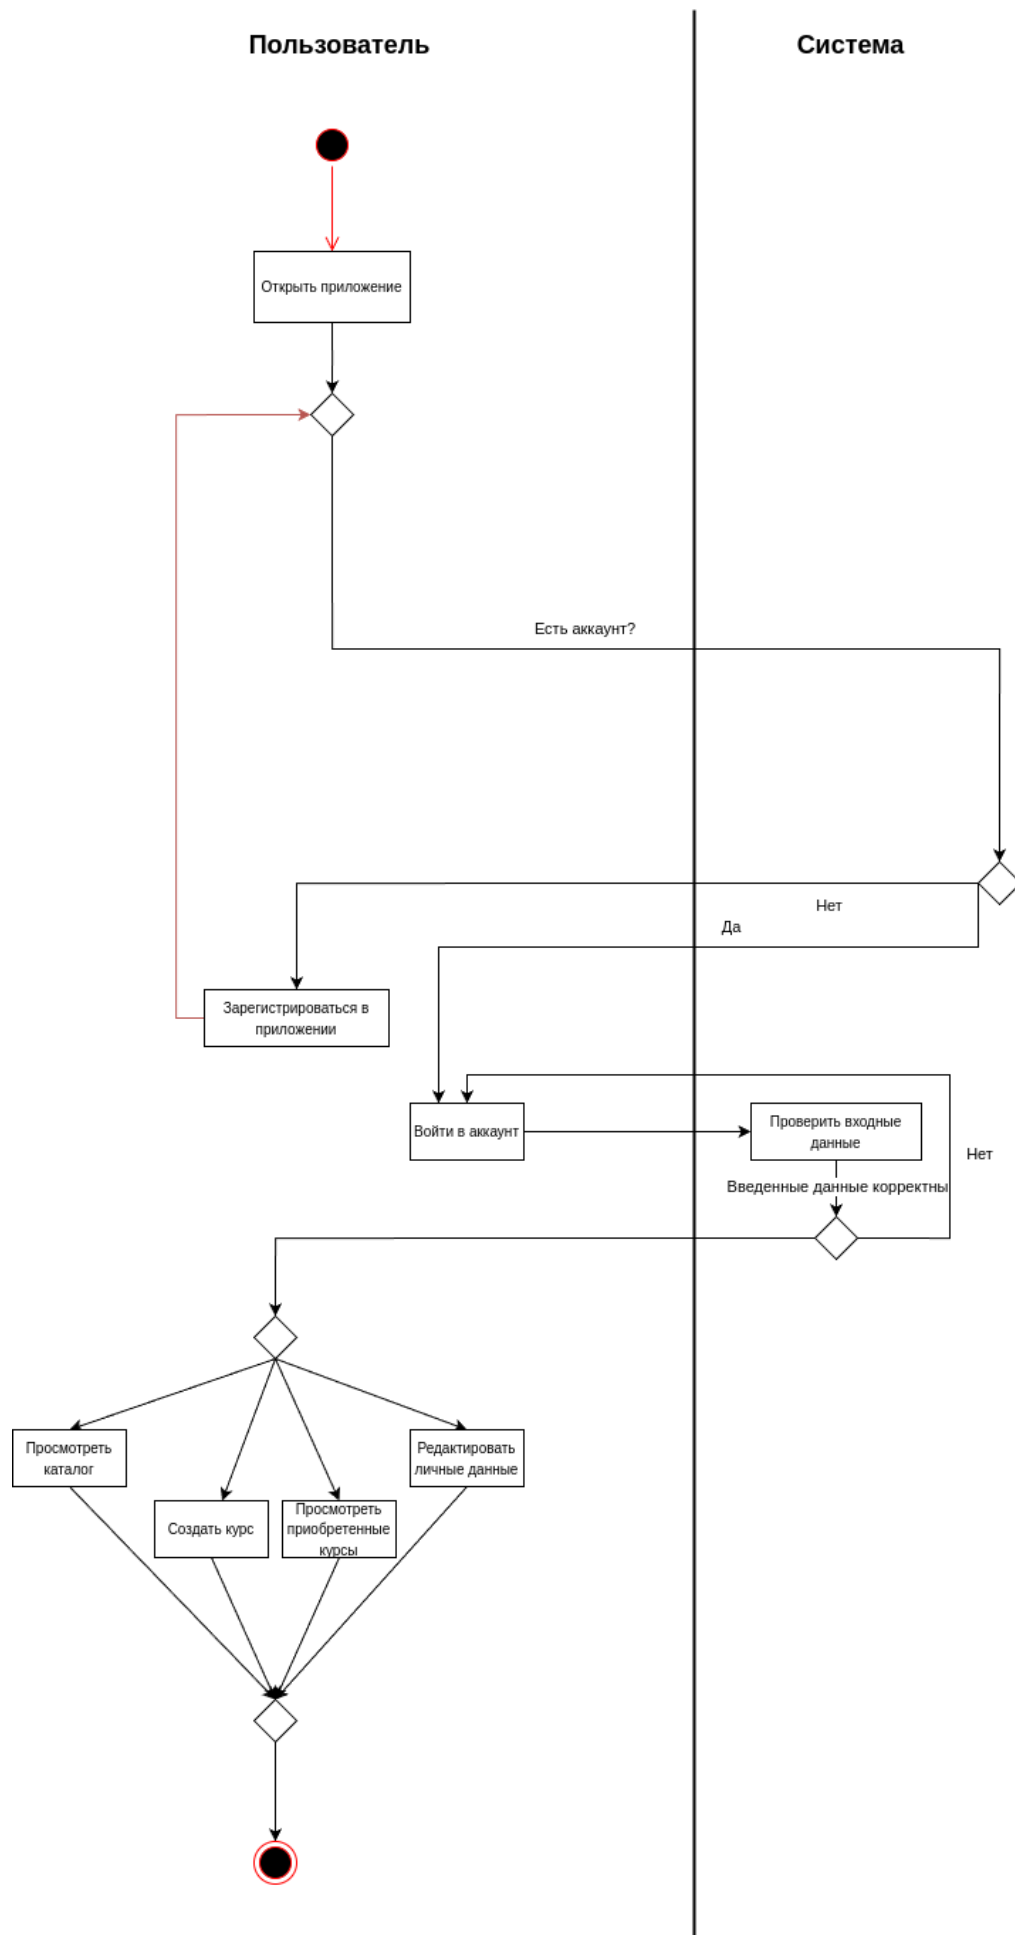 Пользователь
Система
Открыть приложение
Есть аккаунт?
Нет
Да
Зарегистрироваться в
приложении
Войти в аккаунт
Проверить входные
данные
Нет
Введенные данные корректны
Просмотреть
каталог
Редактировать
личные данные
Создать курс
Просмотреть
приобретенные
курсы